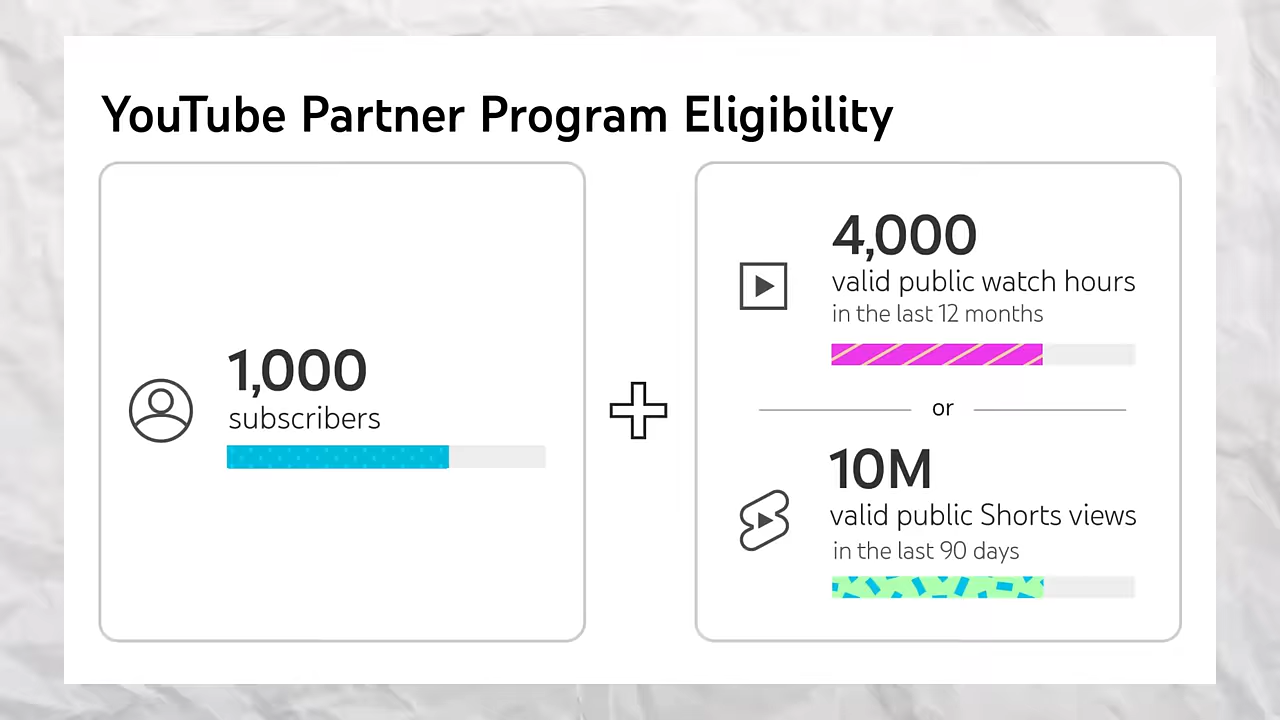 YouTube Partner Program Eligibility
1,000
subscribers
4,000
valid public watch hours
in the last 12 months
or
10M
valid public Shorts views
in the last 90 days